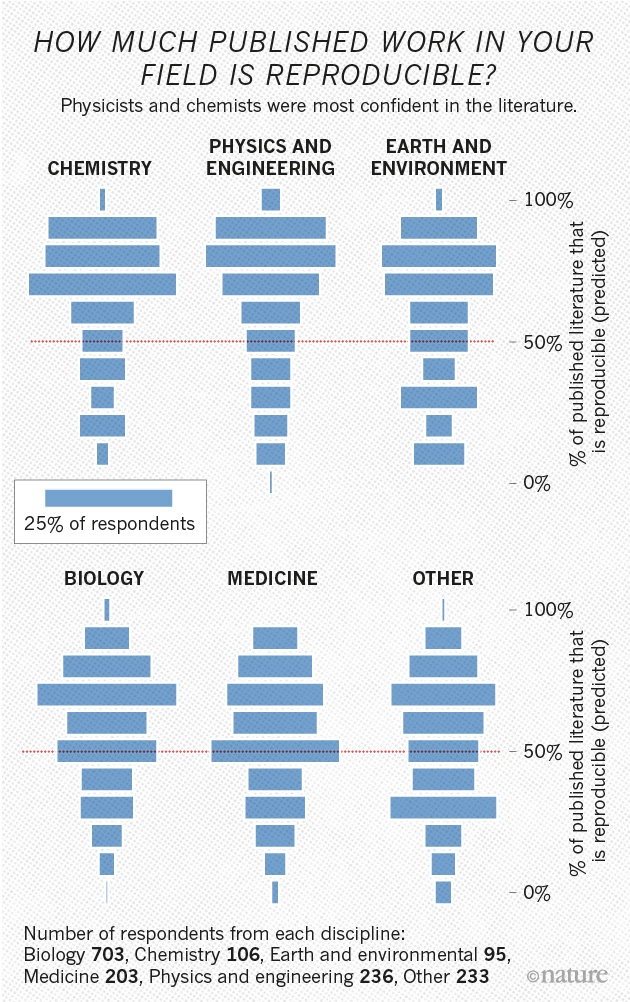 HOW MUCH PUBLISHED WORK IN YOUR
FIELD IS REPRODUCIBLE?
Physicists and chemists were most confident in the literature.
CHEMISTRY
PHYSICS AND
ENGINEERING
EARTH AND
ENVIRONMENT
100%
50%
0%
% of published literature that
is reproducible (predicted)
25% of respondents
BIOLOGY
MEDICINE
OTHER
100%
50%
0%
% of published literature that
is reproducible (predicted)
Number of respondents from each discipline:
Biology 703, Chemistry 106, Earth and environmental 95,
Medicine 203, Physics and engineering 236, Other 233
©nature